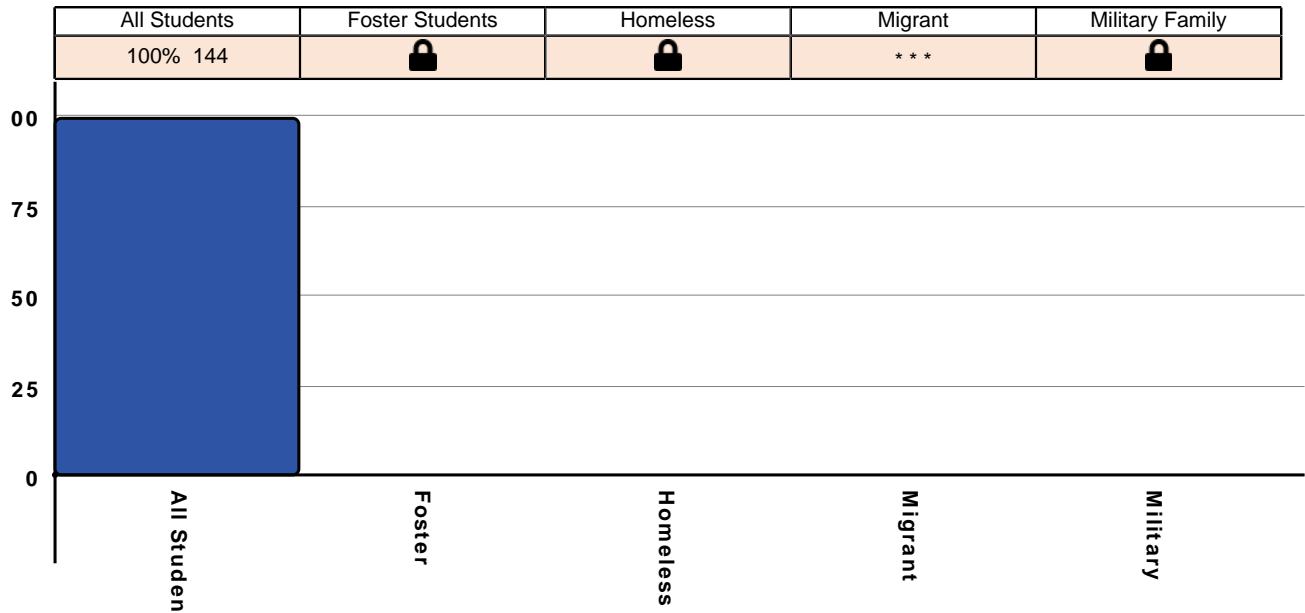 All Students Foster Students Homeless Migrant Military Family
100% 144 * * *
00
75
50
25
0
All Studen
Foster
Homeless
Migrant
Military